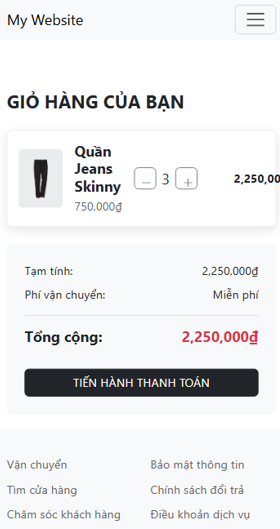 My Website
GIỎ HÀNG CỦA BẠN
Quần
Jeans
Skinny
750,000₫
− 3 +
2,250,00
Tạm tính: 2,250,000₫
Phí vận chuyển: Miễn phí
Tổng cộng: 2,250,000₫
TIẾN HÀNH THANH TOÁN
Vận chuyển Bảo mật thông tin
Tìm cửa hàng Chính sách đổi trả
Chăm sóc khách hàng Điều khoản dịch vụ